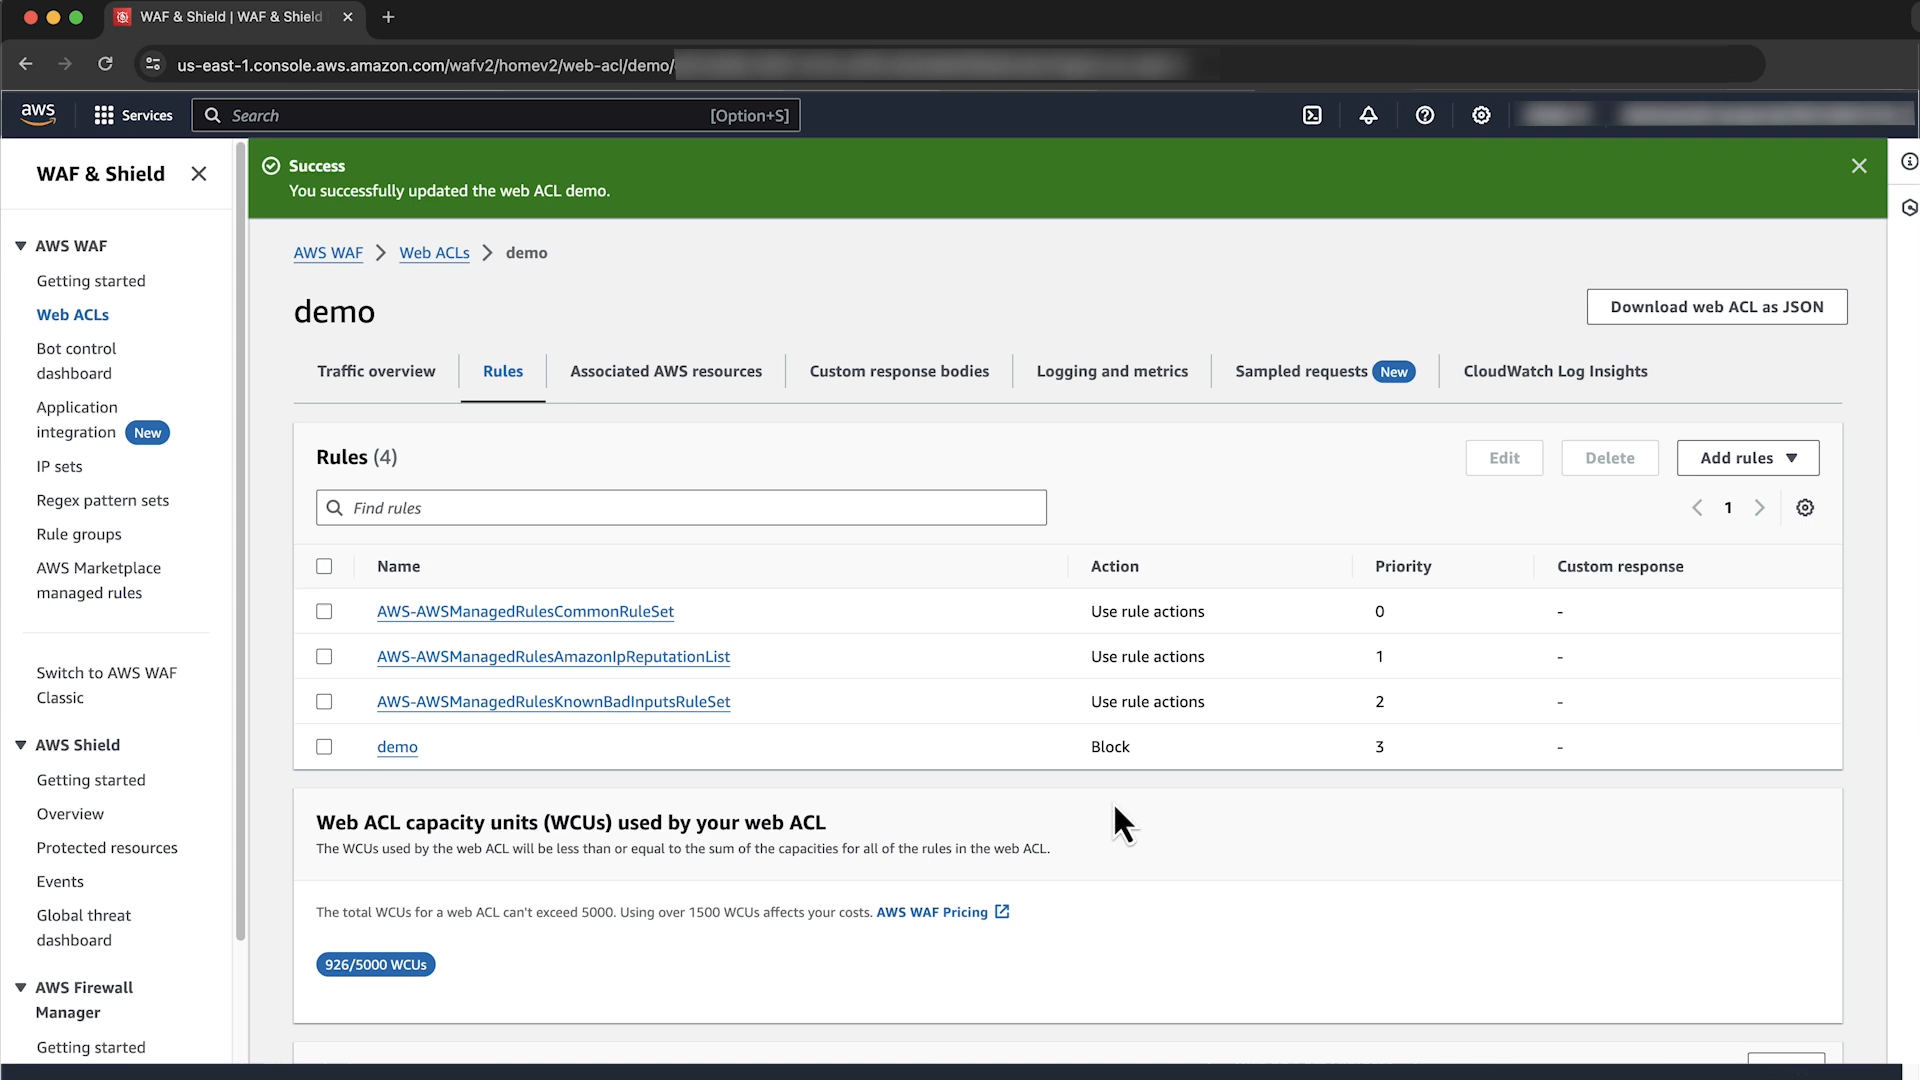 WAF & Shield | WAF & Shield
us-east-1.console.aws.amazon.com/wafv2/homev2/web-acl/demo/
aws
Services
Search
[Option+S]
WAF & Shield
AWS WAF
Getting started
Web ACLs
Bot control
dashboard
Application
integration New
IP sets
Regex pattern sets
Rule groups
AWS Marketplace
managed rules
Switch to AWS WAF
Classic
AWS Shield
Getting started
Overview
Protected resources
Events
Global threat
dashboard
AWS Firewall
Manager
Getting started
Success
You successfully updated the web ACL demo.
AWS WAF > Web ACLs > demo
demo
Download web ACL as JSON
Traffic overview
Rules
Associated AWS resources
Custom response bodies
Logging and metrics
Sampled requests New
CloudWatch Log Insights
Rules (4)
Edit
Delete
Add rules
Find rules
1
Name Action Priority Custom response
AWS-AWSManagedRulesCommonRuleSet Use rule actions 0 -
AWS-AWSManagedRulesAmazonIpReputationList Use rule actions 1 -
AWS-AWSManagedRulesKnownBadInputsRuleSet Use rule actions 2 -
demo Block 3 -
Web ACL capacity units (WCUs) used by your web ACL
The WCUs used by the web ACL will be less than or equal to the sum of the capacities for all of the rules in the web ACL.
The total WCUs for a web ACL can't exceed 5000. Using over 1500 WCUs affects your costs. AWS WAF Pricing
926/5000 WCUs